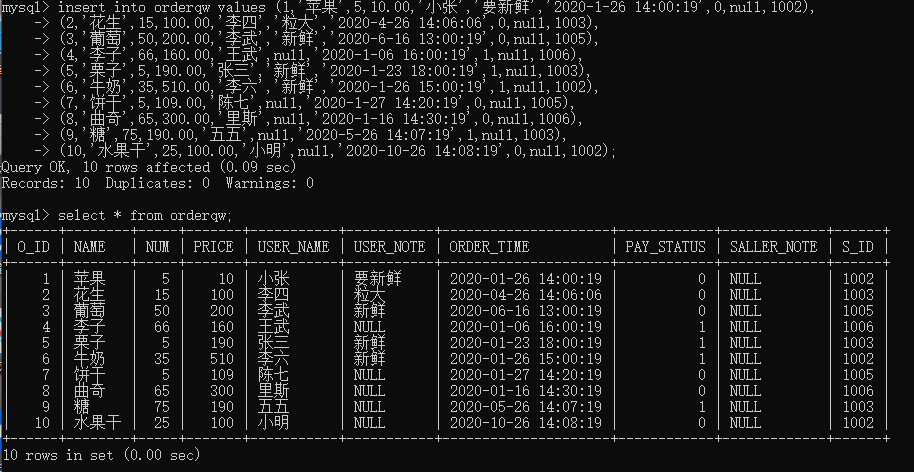 mysql> insert into orderqw values (1,'苹果',5,10.00,'小张','要新鲜','2020-1-26 14:00:19',0,null,1002),
    -> (2,'花生',15,100.00,'李四','粒大','2020-4-26 14:06:06',0,null,1003),
    -> (3,'葡萄',50,200.00,'李武','新鲜','2020-6-16 13:00:19',0,null,1005),
    -> (4,'李子',66,160.00,'王武',null,'2020-1-06 16:00:19',1,null,1006),
    -> (5,'栗子',5,190.00,'张三','新鲜','2020-1-23 18:00:19',1,null,1003),
    -> (6,'牛奶',35,510.00,'李六','新鲜','2020-1-26 15:00:19',1,null,1002),
    -> (7,'饼干',5,109.00,'陈七',null,'2020-1-27 14:20:19',0,null,1005),
    -> (8,'曲奇',65,300.00,'里斯',null,'2020-1-16 14:30:19',0,null,1006),
    -> (9,'糖',75,190.00,'五五',null,'2020-5-26 14:07:19',1,null,1003),
    -> (10,'水果干',25,100.00,'小明',null,'2020-10-26 14:08:19',0,null,1002);
Query OK, 10 rows affected (0.09 sec)
Records: 10  Duplicates: 0  Warnings: 0
mysql> select * from orderqw;
| O_ID | NAME | NUM | PRICE | USER_NAME | USER_NOTE | ORDER_TIME | PAY_STATUS | SALLER_NOTE | S_ID |
| 1 | 苹果 | 5 | 10 | 小张 | 要新鲜 | 2020-01-26 14:00:19 | 0 | NULL | 1002 |
| 2 | 花生 | 15 | 100 | 李四 | 粒大 | 2020-04-26 14:06:06 | 0 | NULL | 1003 |
| 3 | 葡萄 | 50 | 200 | 李武 | 新鲜 | 2020-06-16 13:00:19 | 0 | NULL | 1005 |
| 4 | 李子 | 66 | 160 | 王武 | NULL | 2020-01-06 16:00:19 | 1 | NULL | 1006 |
| 5 | 栗子 | 5 | 190 | 张三 | 新鲜 | 2020-01-23 18:00:19 | 1 | NULL | 1003 |
| 6 | 牛奶 | 35 | 510 | 李六 | 新鲜 | 2020-01-26 15:00:19 | 1 | NULL | 1002 |
| 7 | 饼干 | 5 | 109 | 陈七 | NULL | 2020-01-27 14:20:19 | 0 | NULL | 1005 |
| 8 | 曲奇 | 65 | 300 | 里斯 | NULL | 2020-01-16 14:30:19 | 0 | NULL | 1006 |
| 9 | 糖 | 75 | 190 | 五五 | NULL | 2020-05-26 14:07:19 | 1 | NULL | 1003 |
| 10 | 水果干 | 25 | 100 | 小明 | NULL | 2020-10-26 14:08:19 | 0 | NULL | 1002 |
10 rows in set (0.00 sec)